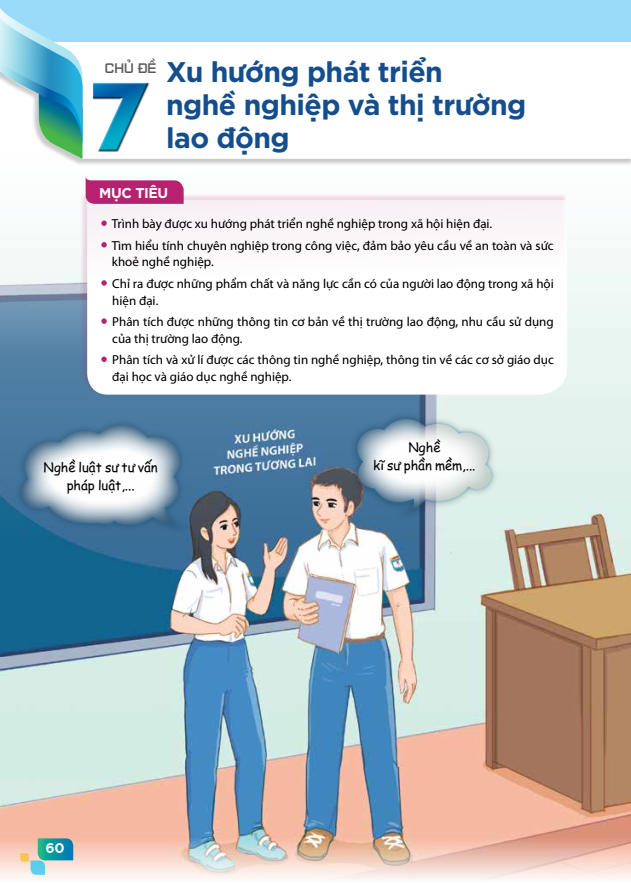 CHỦ ĐỀ
7
Xu hướng phát triển
nghề nghiệp và thị trường
lao động
MỤC TIÊU
• Trình bày được xu hướng phát triển nghề nghiệp trong xã hội hiện đại.
• Tìm hiểu tính chuyên nghiệp trong công việc, đảm bảo yêu cầu về an toàn và sức
khoẻ nghề nghiệp.
• Chỉ ra được những phẩm chất và năng lực cần có của người lao động trong xã hội
hiện đại.
• Phân tích được những thông tin cơ bản về thị trường lao động, nhu cầu sử dụng
của thị trường lao động.
• Phân tích và xử lí được các thông tin nghề nghiệp, thông tin về các cơ sở giáo dục
đại học và giáo dục nghề nghiệp.
XU HƯỚNG
NGHỀ NGHIỆP
TRONG TƯƠNG LAI
Nghề luật sư tư vấn
pháp luật,...
Nghề
kĩ sư phần mềm,...
60